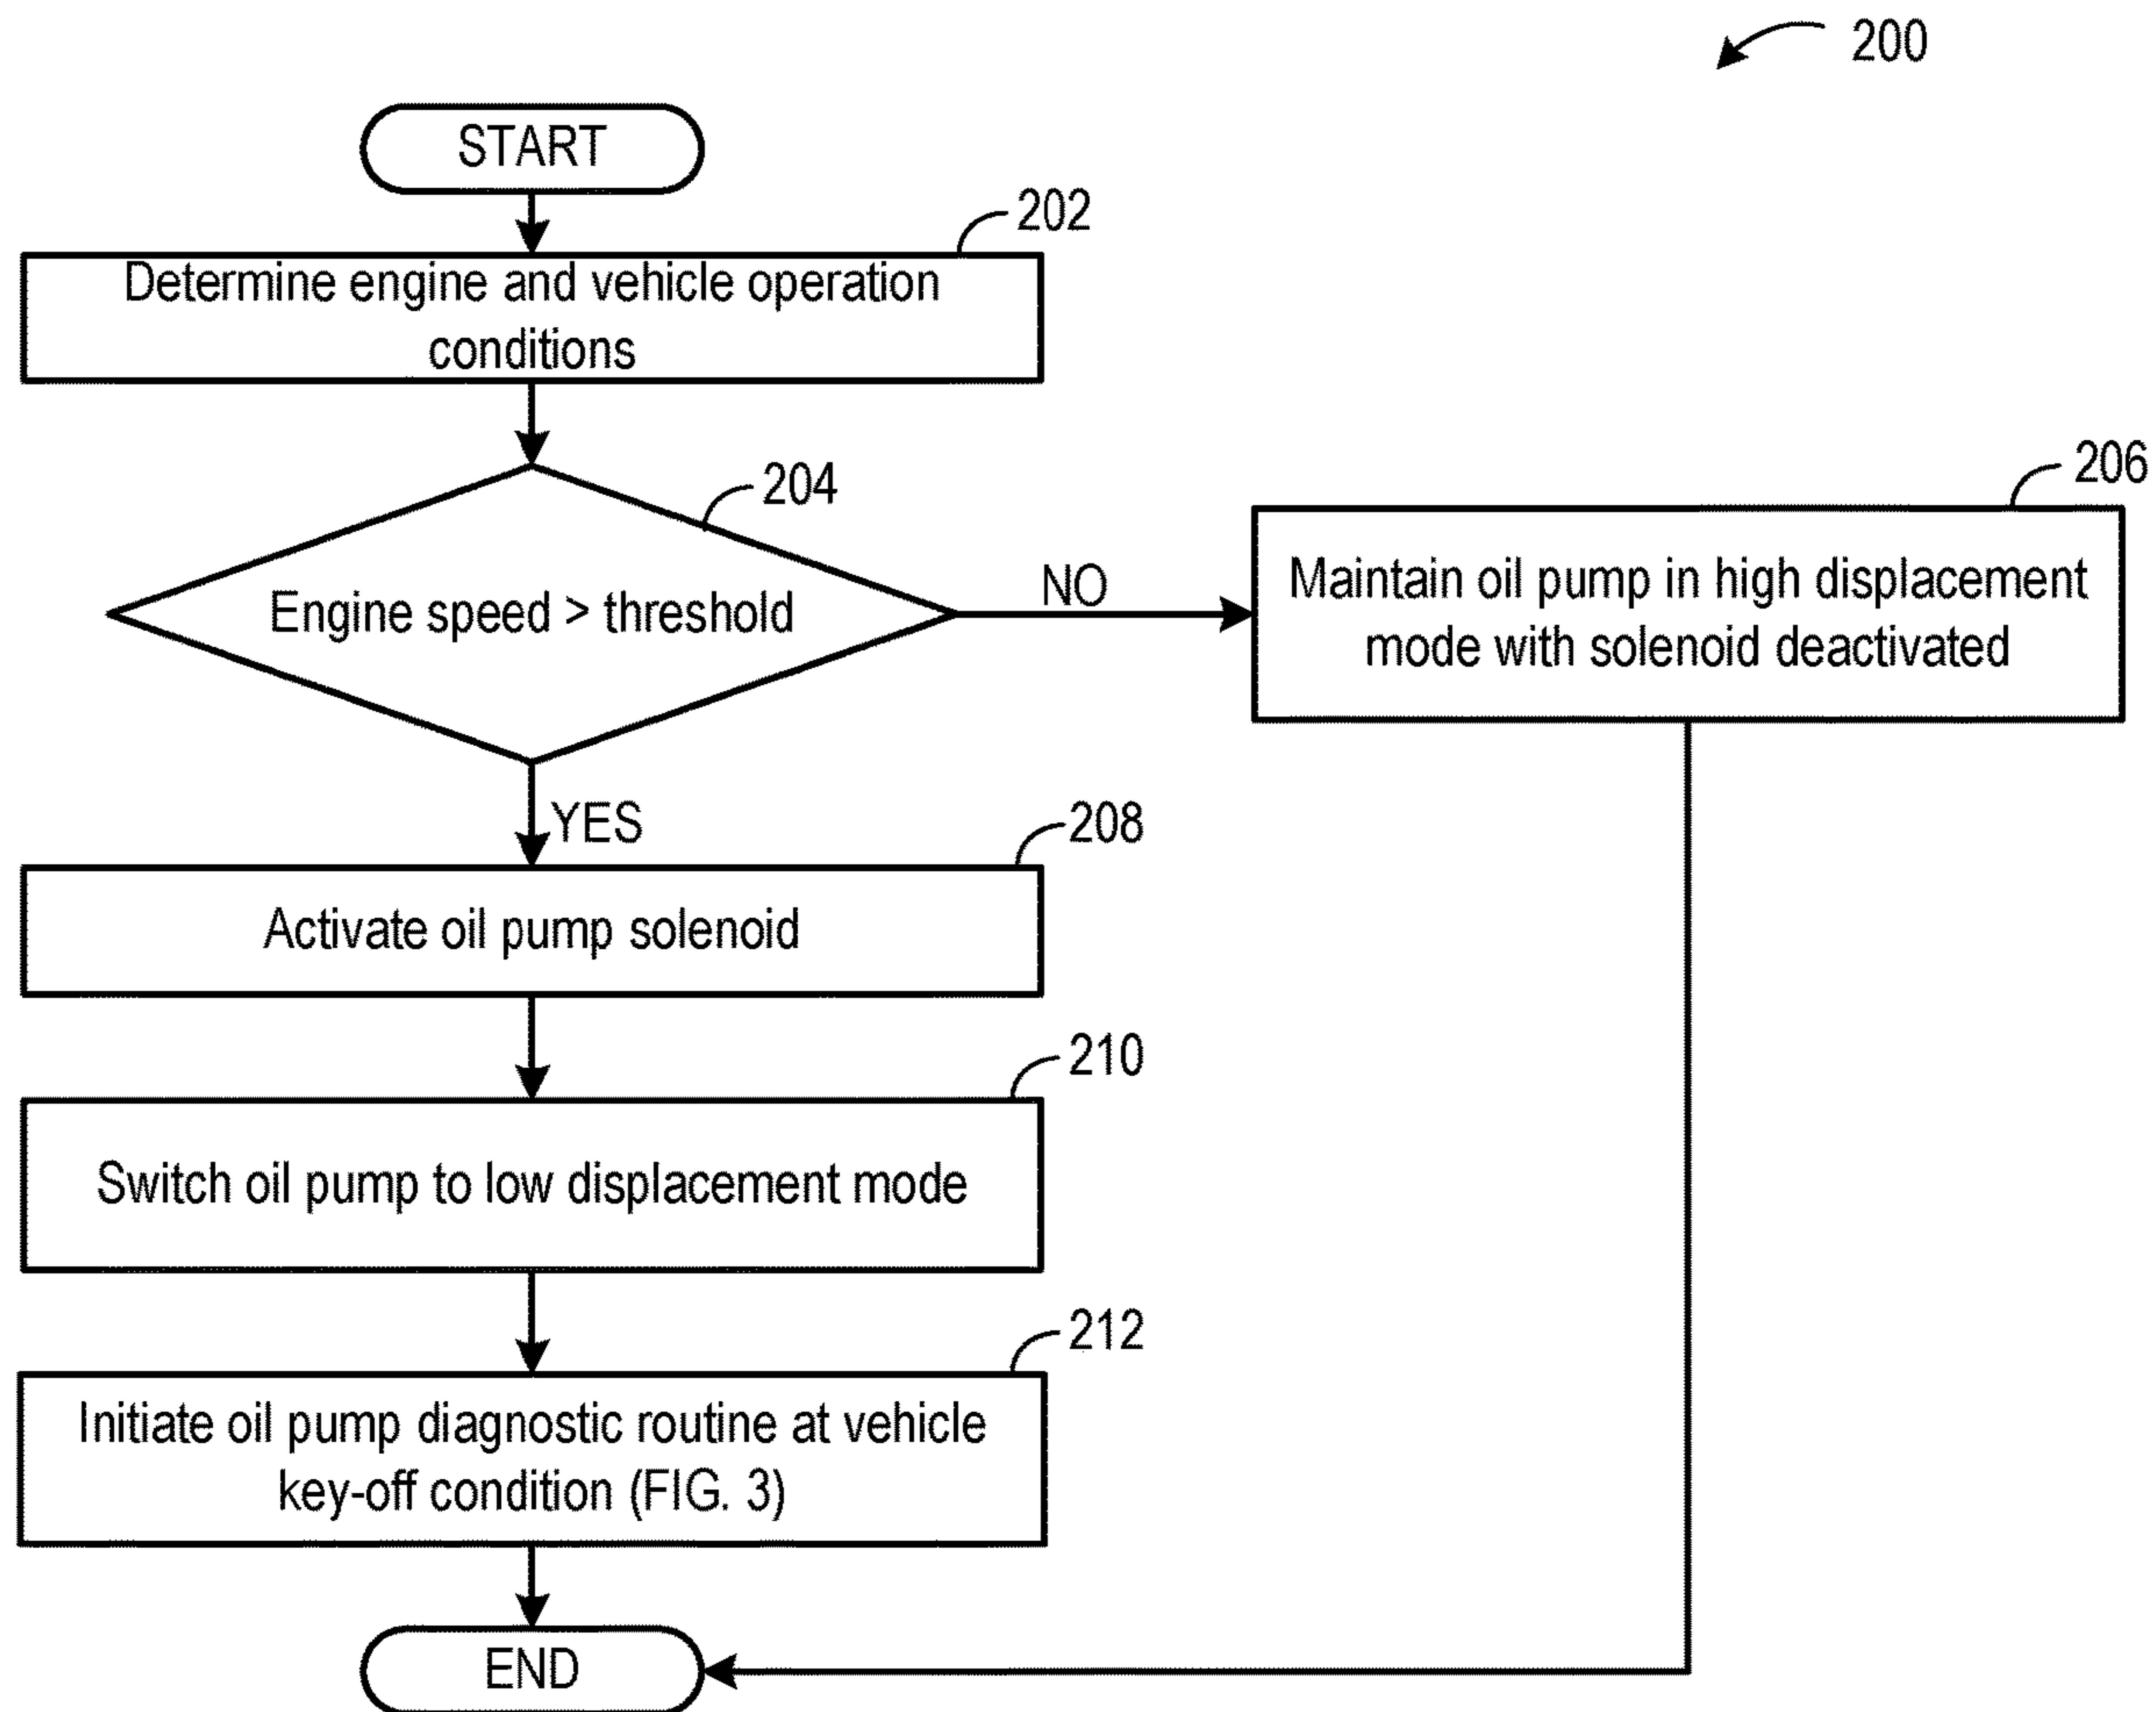 200
START
202
Determine engine and vehicle operation
conditions
204
Engine speed > threshold
NO
206
Maintain oil pump in high displacement
mode with solenoid deactivated
YES
208
Activate oil pump solenoid
210
Switch oil pump to low displacement mode
212
Initiate oil pump diagnostic routine at vehicle
key-off condition (FIG. 3)
END